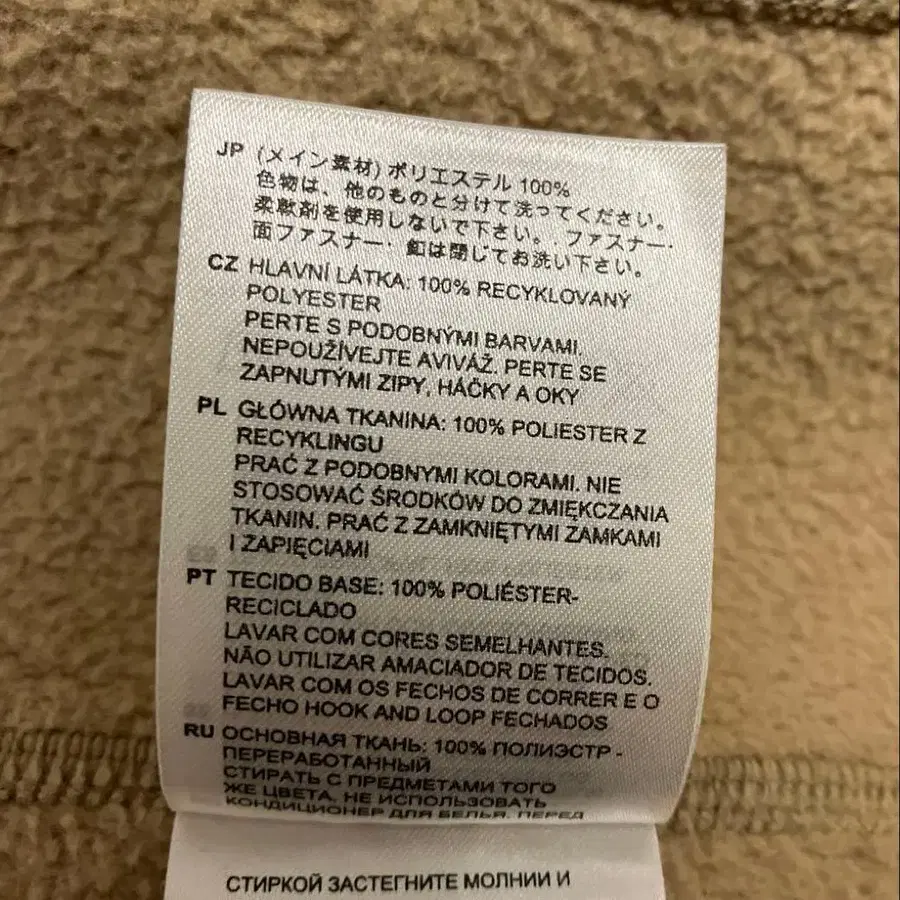 JP (メイン素材) ポリエステル 100%
色物は、他のものと分けて洗ってください。
柔軟剤を使用しないで下さい。. ファスナー·
面ファスナー· 釦は閉じてお洗い下さい。
CZ HLAVNÍ LÁTKA: 100% RECYKLOVANÝ
POLYESTER
PERTE S PODOBNÝMI BARVAMI.
NEPOUŽÍVEJTE AVIVÁŽ. PERTE SE
ZAPNUTÝMI ZIPY, HÁČKY A OKY
PL GŁÓWNA TKANINA: 100% POLIESTER Z
RECYKLINGU
PRAĆ Z PODOBNYMI KOLORAMI. NIE
STOSOWAĆ ŚRODKÓW DO ZMIĘKCZANIA
TKANIN. PRAĆ Z ZAMKNIĘTYMI ZAMKAMI
I ZAPIĘCIAMI
PT TECIDO BASE: 100% POLIÉSTER-
RECICLADO
LAVAR COM CORES SEMELHANTES.
NÃO UTILIZAR AMACIADOR DE TECIDOS.
LAVAR COM OS FECHOS DE CORRER E O
FECHO HOOK AND LOOP FECHADOS
RU ОСНОВНАЯ ТКАНЬ: 100% ПОЛИЭСТР -
ПЕРЕРАБОТАННЫЙ
СТИРАТЬ С ПРЕДМЕТАМИ ТОГО
ЖЕ ЦВЕТА. НЕ ИСПОЛЬЗОВАТЬ
КОНДИЦИОНЕР ДЛЯ БЕЛЬЯ. ПЕРЕД
СТИРКОЙ ЗАСТЕГНИТЕ МОЛНИИ И